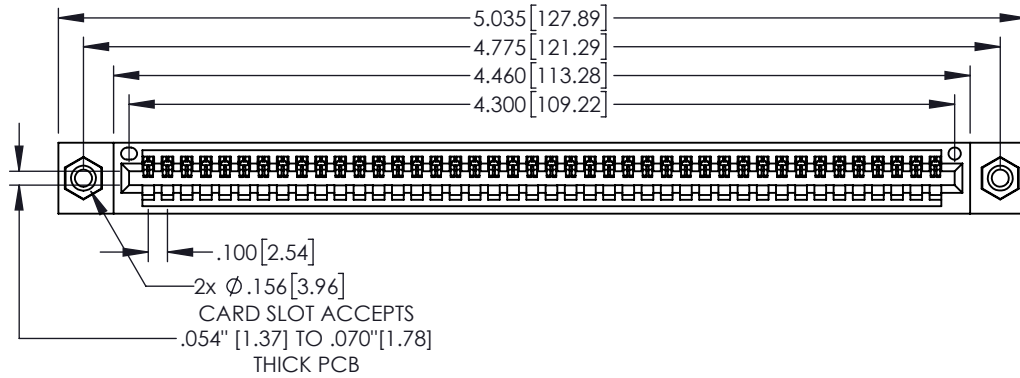 5.035[127.89]
4.775[121.29]
4.460[113.28]
4.300[109.22]
.100[2.54]
2x Ø.156[3.96]
CARD SLOT ACCEPTS
.054" [1.37] TO .070"[1.78]
THICK PCB